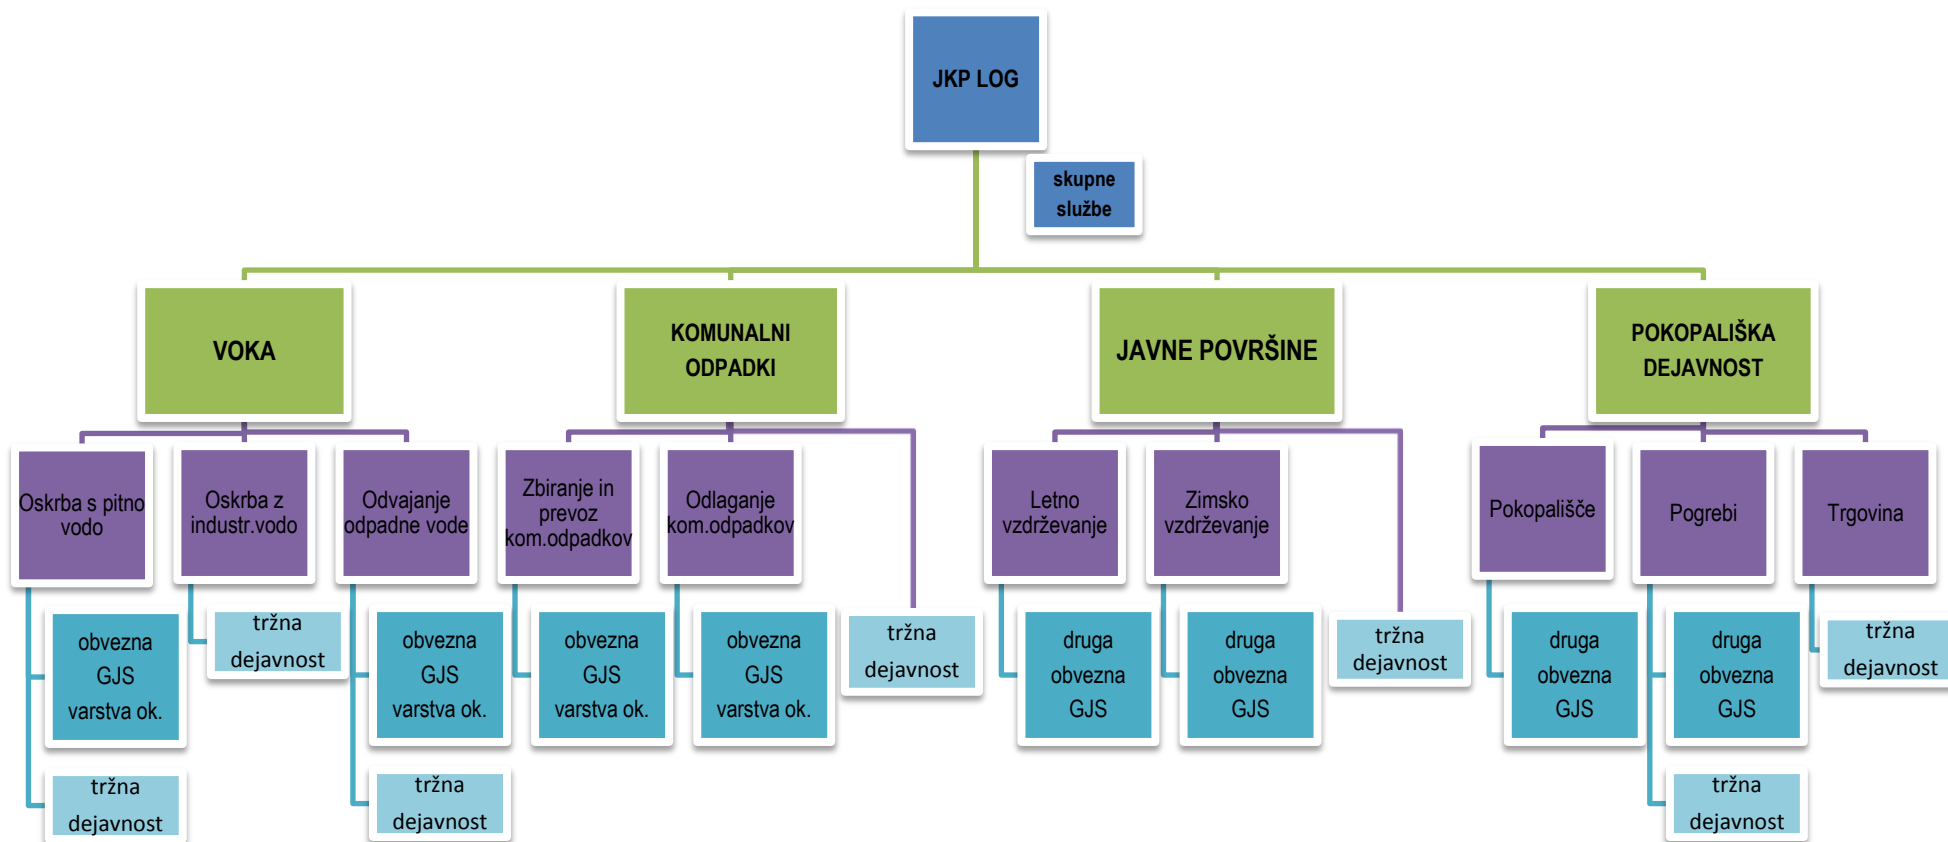 JKP LOG
skupne
službe
VOKA
KOMUNALNI
ODPADKI
JAVNE POVRŠINE
POKOPALIŠKA
DEJAVNOST
Oskrba s pitno
vodo
Oskrba z
industr.vodo
Odvajanje
odpadne vode
Zbiranje in
prevoz
kom.odpadkov
Odlaganje
kom.odpadkov
Letno
vzdrževanje
Zimsko
vzdrževanje
Pokopališče
Pogrebi
Trgovina
obvezna
GJS
varstva ok.
tržna
dejavnost
obvezna
GJS
varstva ok.
obvezna
GJS
varstva ok.
obvezna
GJS
varstva ok.
tržna
dejavnost
druga
obvezna
GJS
druga
obvezna
GJS
tržna
dejavnost
druga
obvezna
GJS
druga
obvezna
GJS
tržna
dejavnost
tržna
dejavnost
tržna
dejavnost
tržna
dejavnost